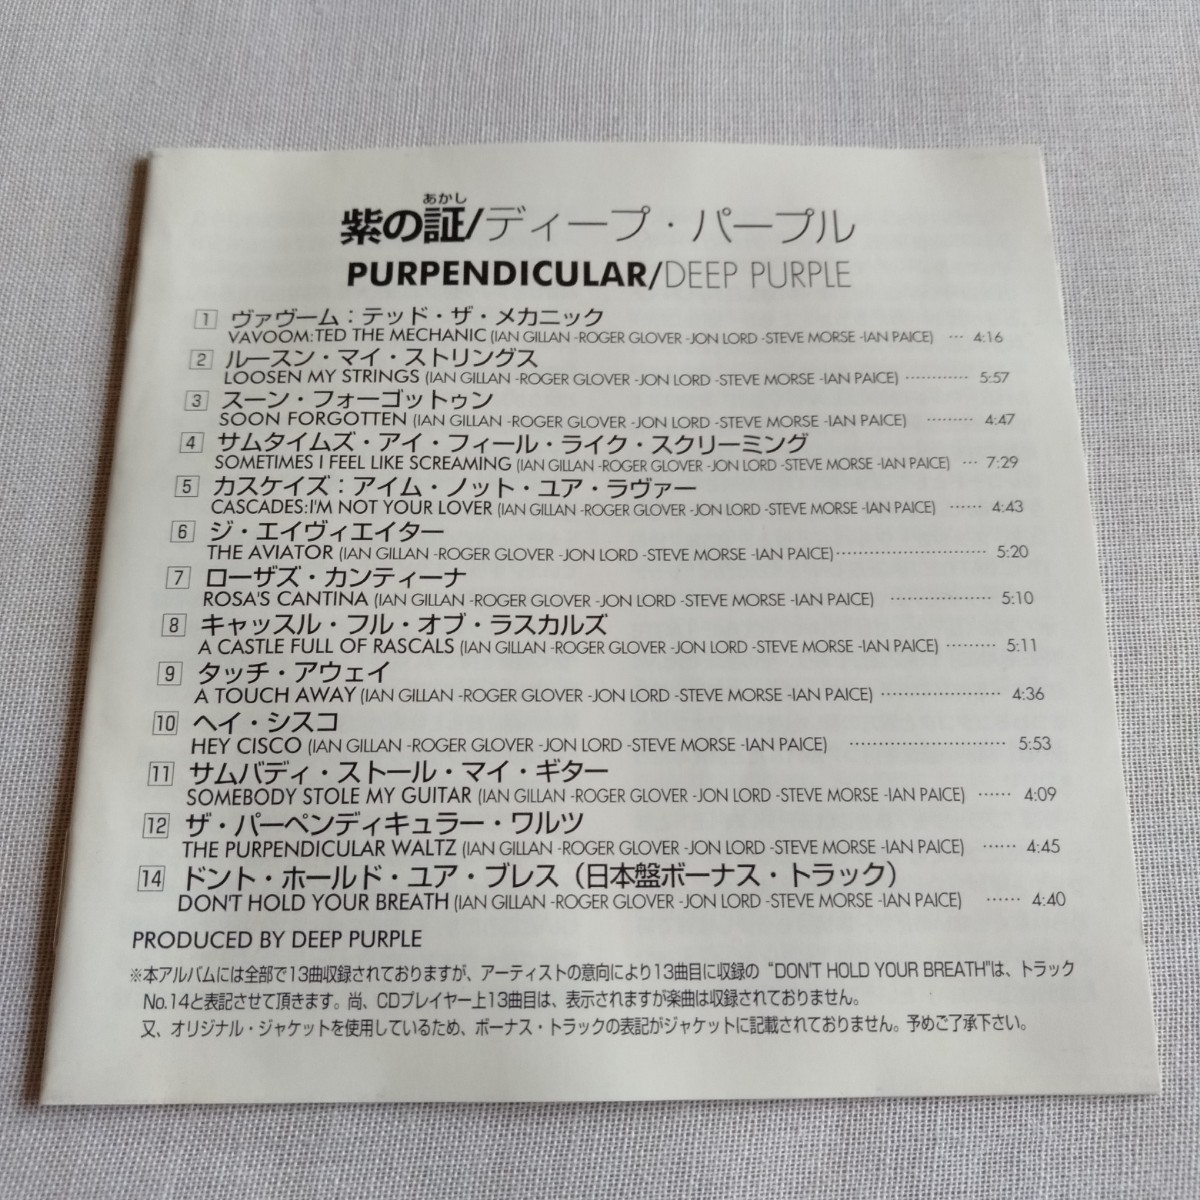 あかし
紫の証/ディープ・パープル
PURPENDICULAR/DEEP PURPLE
1 ヴァヴーム：テッド・ザ・メカニック
VAVOOM:TED THE MECHANIC (IAN GILLAN -ROGER GLOVER -JON LORD -STEVE MORSE -IAN PAICE) … 4:16
2 ルースン・マイ・ストリングス
LOOSEN MY STRINGS (IAN GILLAN -ROGER GLOVER -JON LORD -STEVE MORSE -IAN PAICE) ………… 5:57
3 スーン・フォーゴットゥン
SOON FORGOTTEN (IAN GILLAN -ROGER GLOVER -JON LORD -STEVE MORSE -IAN PAICE) ………… 4:47
4 サムタイムズ・アイ・フィール・ライク・スクリーミング
SOMETIMES I FEEL LIKE SCREAMING (IAN GILLAN -ROGER GLOVER -JON LORD -STEVE MORSE -IAN PAICE) … 7:29
5 カスケイズ：アイム・ノット・ユア・ラヴァー
CASCADES:I'M NOT YOUR LOVER (IAN GILLAN -ROGER GLOVER -JON LORD -STEVE MORSE -IAN PAICE) …… 4:43
6 ジ・エイヴィエイター
THE AVIATOR (IAN GILLAN -ROGER GLOVER -JON LORD -STEVE MORSE -IAN PAICE)……………… 5:20
7 ローザズ・カンティーナ
ROSA'S CANTINA (IAN GILLAN -ROGER GLOVER -JON LORD -STEVE MORSE -IAN PAICE) ………… 5:10
8 キャッスル・フル・オブ・ラスカルズ
A CASTLE FULL OF RASCALS (IAN GILLAN -ROGER GLOVER -JON LORD -STEVE MORSE -IAN PAICE) ……… 5:11
9 タッチ・アウェイ
A TOUCH AWAY (IAN GILLAN -ROGER GLOVER -JON LORD -STEVE MORSE -IAN PAICE) ………… 4:36
10 ヘイ・シスコ
HEY CISCO (IAN GILLAN -ROGER GLOVER -JON LORD -STEVE MORSE -IAN PAICE) ……………… 5:53
11 サムバディ・ストール・マイ・ギター
SOMEBODY STOLE MY GUITAR (IAN GILLAN -ROGER GLOVER -JON LORD -STEVE MORSE -IAN PAICE) …… 4:09
12 ザ・パーペンディキュラー・ワルツ
THE PURPENDICULAR WALTZ (IAN GILLAN -ROGER GLOVER -JON LORD -STEVE MORSE -IAN PAICE) …… 4:45
14 ドント・ホールド・ユア・ブレス（日本盤ボーナス・トラック）
DON'T HOLD YOUR BREATH (IAN GILLAN -ROGER GLOVER -JON LORD -STEVE MORSE -IAN PAICE) …… 4:40
PRODUCED BY DEEP PURPLE
※本アルバムには全部で13曲収録されておりますが、アーティストの意向により13曲目に収録の "DON'T HOLD YOUR BREATH"は、トラック
No.14と表記させて頂きます。尚、CDプレイヤー上13曲目は、表示されますが楽曲は収録されておりません。
又、オリジナル・ジャケットを使用しているため、ボーナス・トラックの表記がジャケットに記載されておりません。予めご了承下さい。